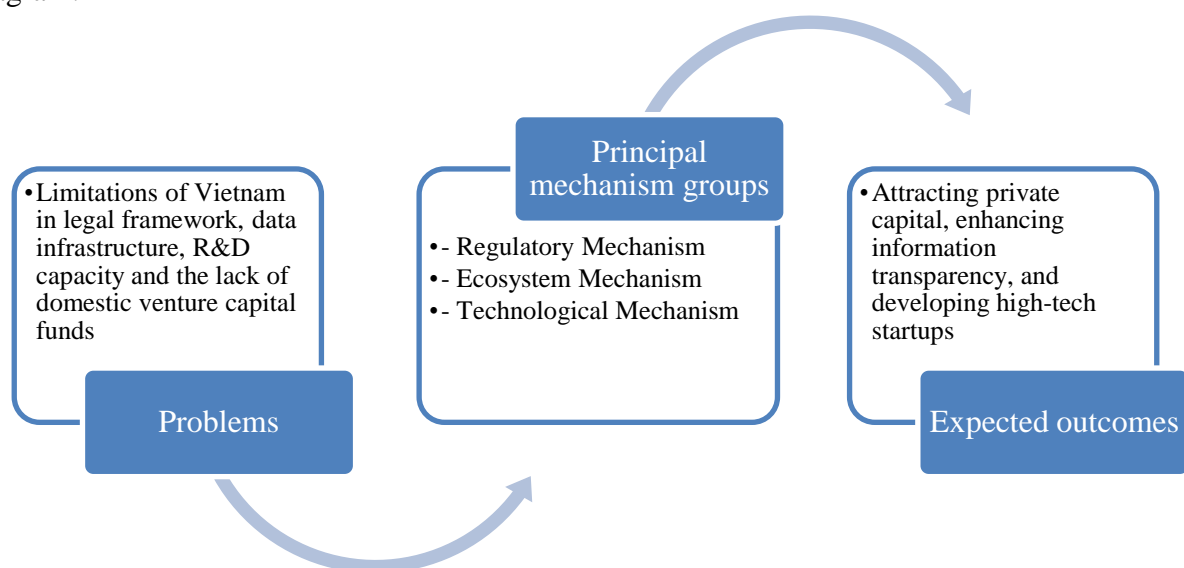 •Limitations of Vietnam
in legal framework, data
infrastructure, R&D
capacity and the lack of
domestic venture capital
funds
Problems
Principal
mechanism groups
•- Regulatory Mechanism
•- Ecosystem Mechanism
•- Technological Mechanism
•Attracting private
capital, enhancing
information
transparency, and
developing high-tech
startups
Expected outcomes